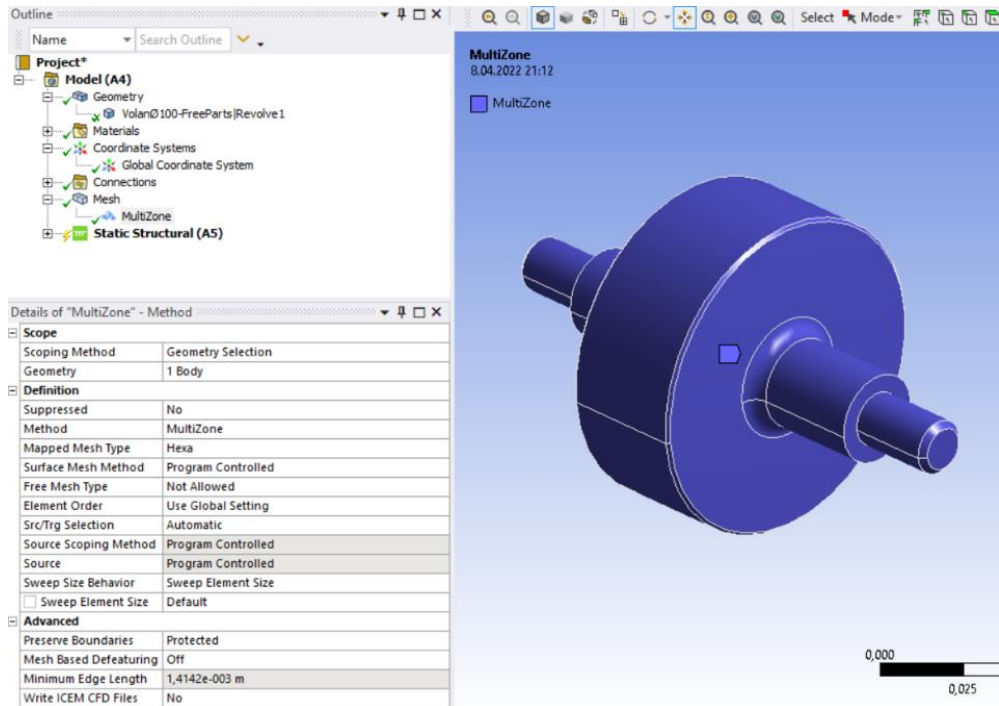 Outline
Select Mode
Name Search Outline
Project*
Model (A4)
Geometry
VolanØ100-FreeParts|Revolve1
Materials
Coordinate Systems
Global Coordinate System
Connections
Mesh
MultiZone
Static Structural (A5)
Details of "MultiZone" - Method
Scope
Scoping Method Geometry Selection
Geometry 1 Body
Definition
Suppressed No
Method MultiZone
Mapped Mesh Type Hexa
Surface Mesh Method Program Controlled
Free Mesh Type Not Allowed
Element Order Use Global Setting
Src/Trg Selection Automatic
Source Scoping Method Program Controlled
Source Program Controlled
Sweep Size Behavior Sweep Element Size
Sweep Element Size Default
Advanced
Preserve Boundaries Protected
Mesh Based Defeaturing Off
Minimum Edge Length 1,4142e-003 m
Write ICEM CFD Files No
MultiZone
8.04.2022 21:12
MultiZone
0,000
0,025